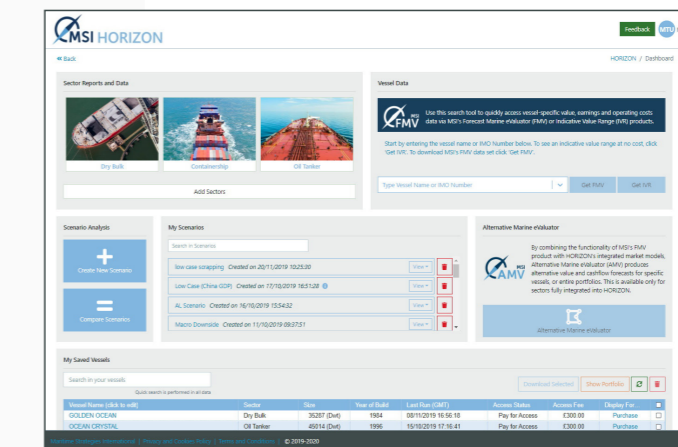 MSI HORIZON
Feedback
MTU
« Back
HORIZON / Dashboard
Sector Reports and Data
Dry Bulk
Containership
Oil Tanker
Add Sectors
Vessel Data
MSI
FMV
Use this search tool to quickly access vessel-specific value, earnings and operating costs
data via MSI's Forecast Marine eValuator (FMV) or Indicative Value Range (IVR) products.
Start by entering the vessel name or IMO Number below. To see an indicative value range at no cost, click
'Get IVR'. To download MSI's FMV data set click 'Get FMV'.
Type Vessel Name or IMO Number
Get FMV
Get IVR
Scenario Analysis
Create New Scenario
Compare Scenarios
My Scenarios
Search in Scenarios
low case scrapping Created on 20/11/2019 10:25:30
View
Low Case (China GDP) Created on 17/10/2019 16:51:28
View
AL Scenario Created on 16/10/2019 15:54:32
View
Macro Downside Created on 11/10/2019 09:37:51
View
Alternative Marine eValuator
MSI
AMV
By combining the functionality of MSI's FMV
product with HORIZON's integrated market models,
Alternative Marine eValuator (AMV) produces
alternative value and cashflow forecasts for specific
vessels, or entire portfolios. This is available only for
sectors fully integrated into HORIZON.
Alternative Marine eValuator
My Saved Vessels
Search in your vessels
Quick search is performed in all data
Download Selected
Show Portfolio
Vessel Name (click to edit) Sector Size Year of Build Last Run (GMT) Access Status Access Fee Display For
GOLDEN OCEAN Dry Bulk 35287 (Dwt) 1984 08/11/2019 16:56:18 Pay for Access £300.00 Purchase
OCEAN CRYSTAL Oil Tanker 45014 (Dwt) 1996 15/10/2019 17:16:41 Pay for Access £300.00 Purchase
Maritime Strategies International | Privacy and Cookies Policy | Terms and Conditions | © 2019-2020